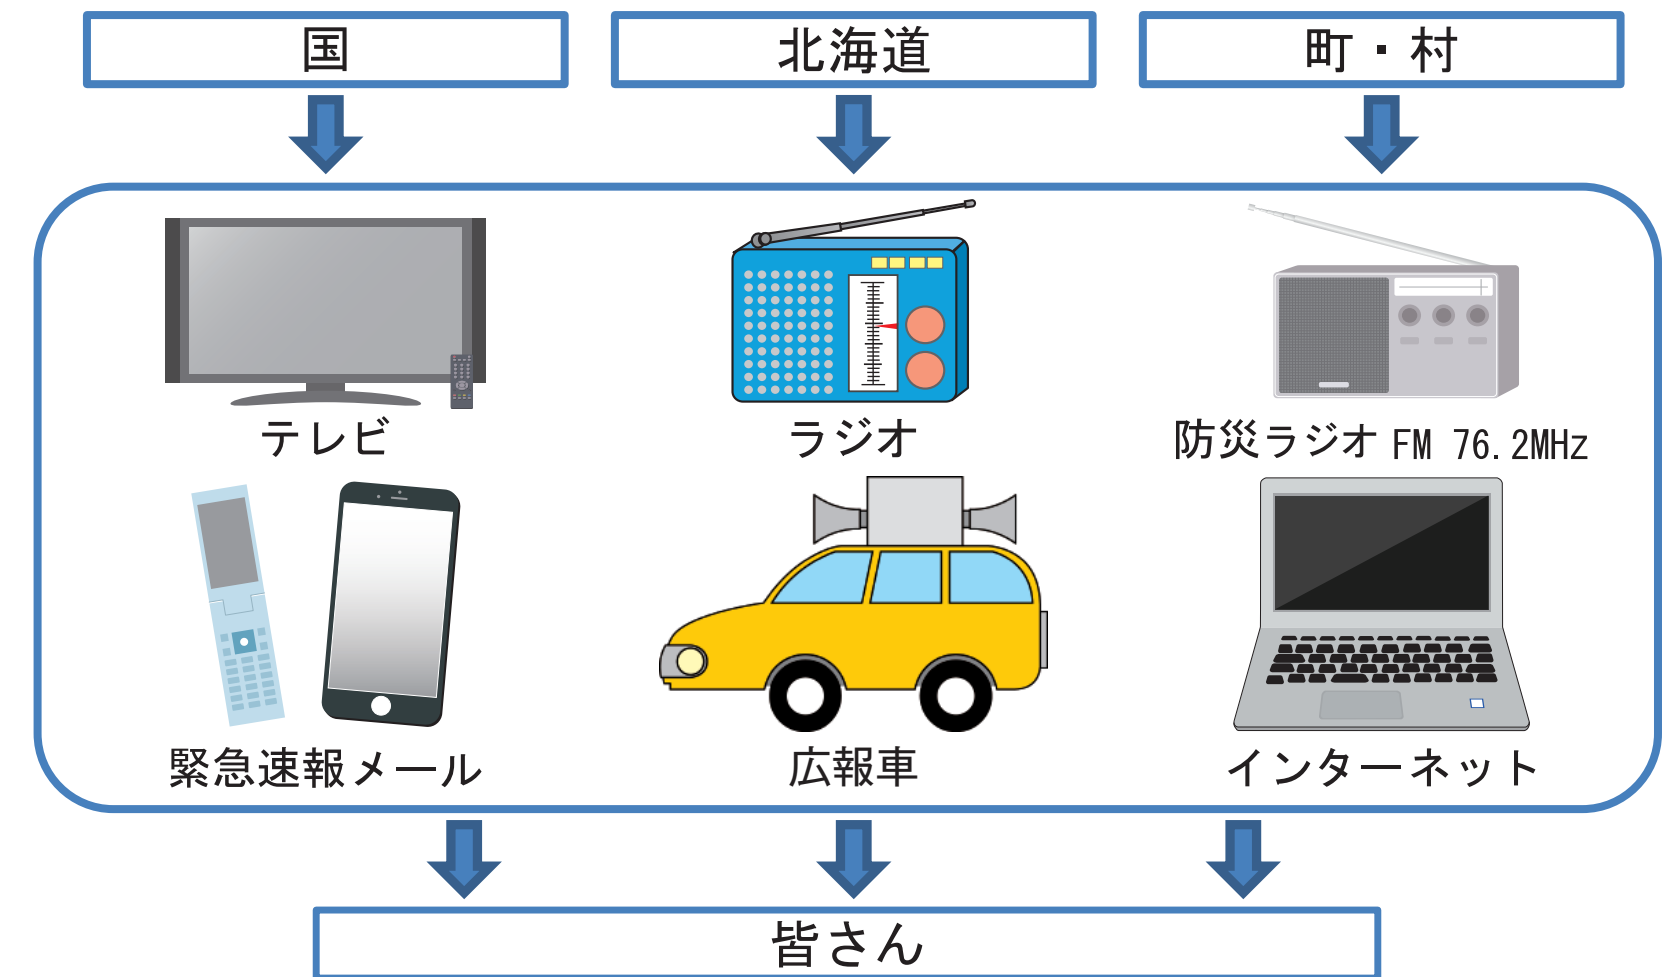 国
北海道
町・村
テレビ
ラジオ
防災ラジオ FM 76.2MHz
緊急速報メール
広報車
インターネット
皆さん